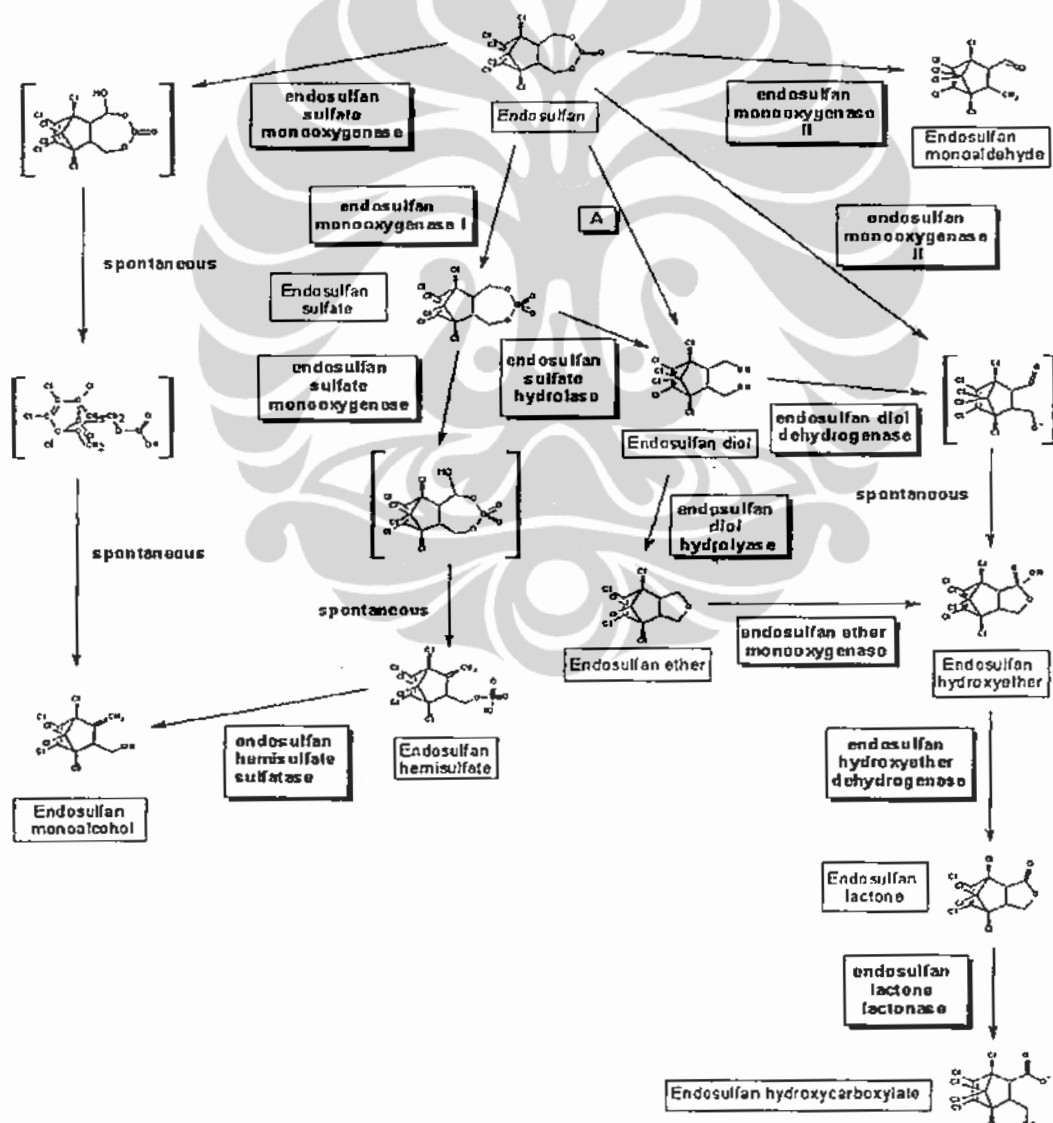 Endosulfan
endosulfan
sulfate
monooxygenase
endosulfan
monooxygenase
II
Endosulfan
monoaldehyde
endosulfan
monooxygenase I
A
endosulfan
monooxygenase
II
spontaneous
Endosulfan
sulfate
endosulfan
sulfate
monooxygenase
endosulfan
sulfate
hydrolase
Endosulfan diol
endosulfan diol
dehydrogenase
spontaneous
endosulfan
diol
hydrolyase
spontaneous
spontaneous
Endosulfan ether
endosulfan ether
monooxygenase
Endosulfan
hydroxyether
endosulfan
hemisulfate
sulfatase
Endosulfan
hemisulfate
Endosulfan
monoalcohol
endosulfan
hydroxyether
dehydrogenase
Endosulfan
lactone
endosulfan
lactone
lactonase
Endosulfan hydroxycarboxylate